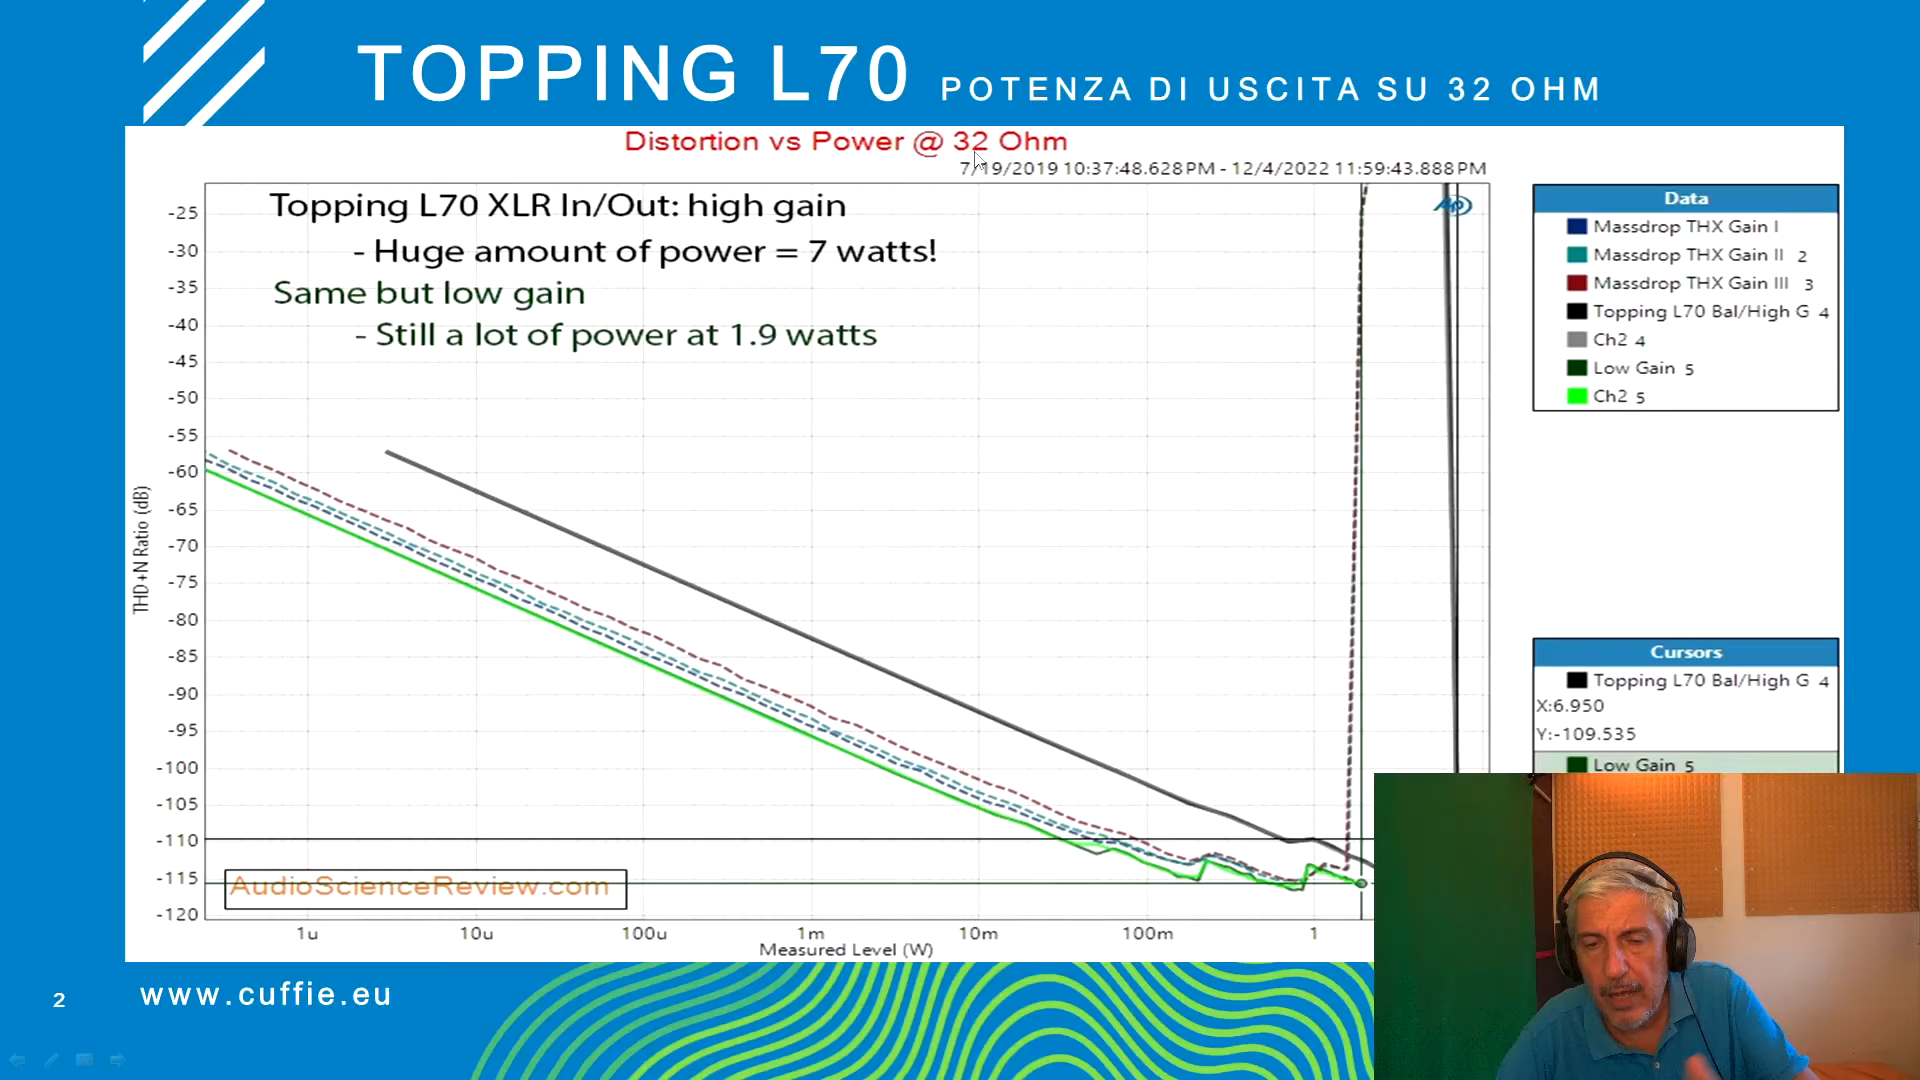 TOPPING L70 POTENZA DI USCITA SU 32 OHM
Distortion vs Power @ 32 Ohm
7/19/2019 10:37:48.628PM - 12/4/2022 11:59:43.888PM
Topping L70 XLR In/Out: high gain
- Huge amount of power = 7 watts!
Same but low gain
- Still a lot of power at 1.9 watts
AP
Data
Massdrop THX Gain I
Massdrop THX Gain II 2
Massdrop THX Gain III 3
Topping L70 Bal/High G 4
Ch2 4
Low Gain 5
Ch2 5
Cursors
Topping L70 Bal/High G 4
X:6.950
Y:-109.535
Low Gain 5
THD+N Ratio (dB)
-25
-30
-35
-40
-45
-50
-55
-60
-65
-70
-75
-80
-85
-90
-95
-100
-105
-110
-115
-120
AudioScienceReview.com
1u 10u 100u 1m 10m 100m 1
Measured Level (W)
2 www.cuffie.eu